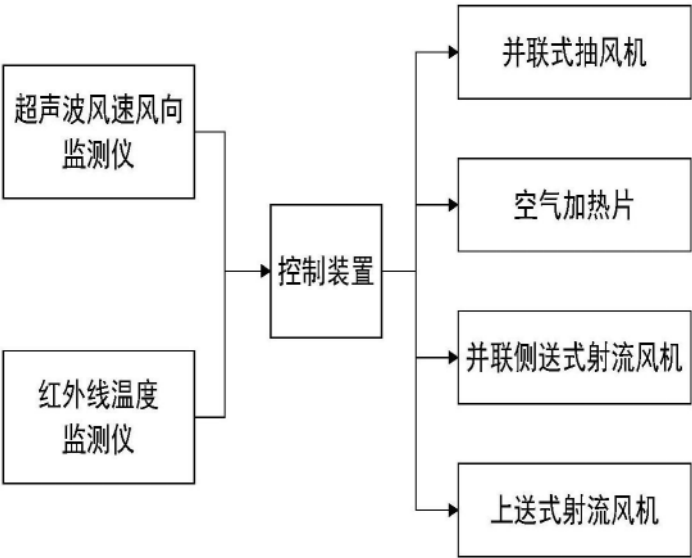 超声波风速风向
监测仪
红外线温度
监测仪
控制装置
并联式抽风机
空气加热片
并联侧送式射流风机
上送式射流风机